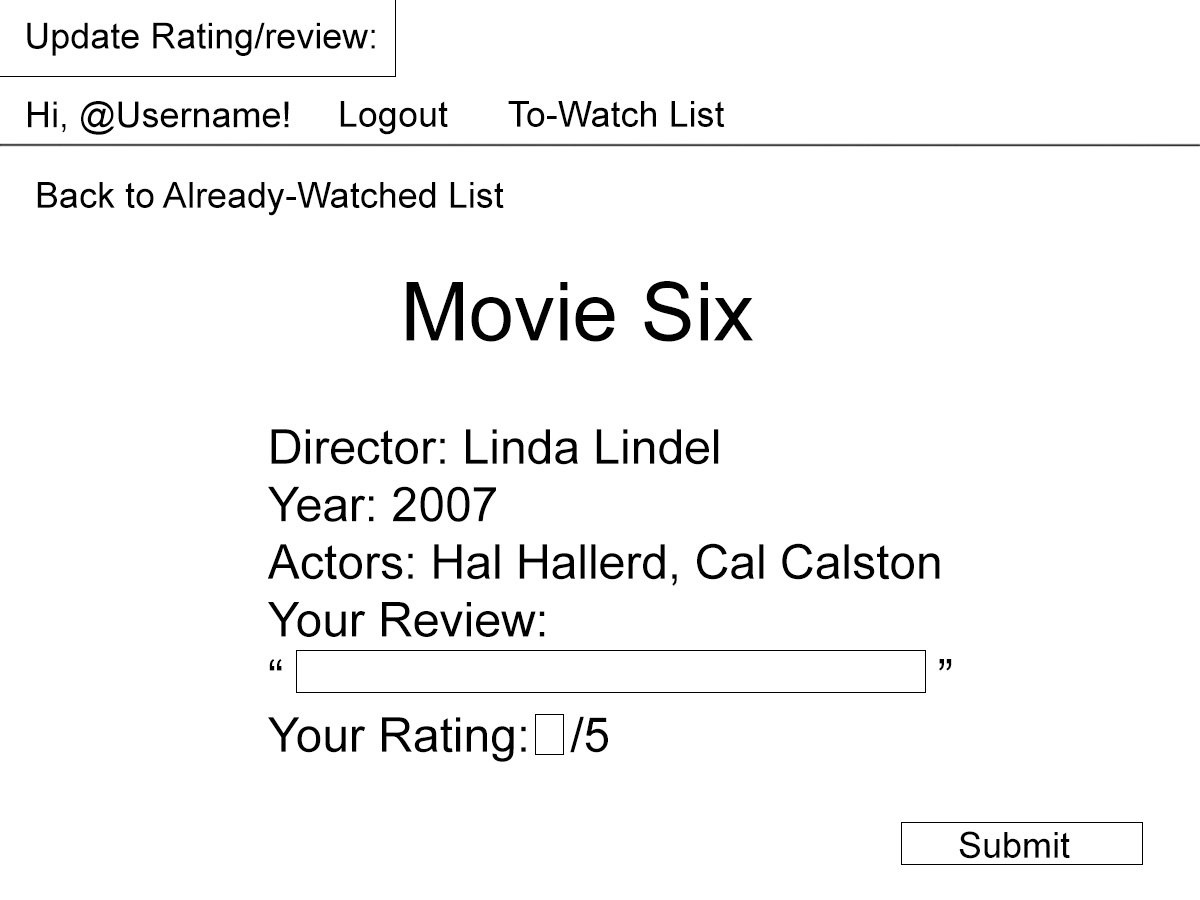 Update Rating/review:
Hi, @Username! Logout To-Watch List
Back to Already-Watched List
Movie Six
Director: Linda Lindel
Year: 2007
Actors: Hal Hallerd, Cal Calston
Your Review:
“ ”
Your Rating: /5
Submit